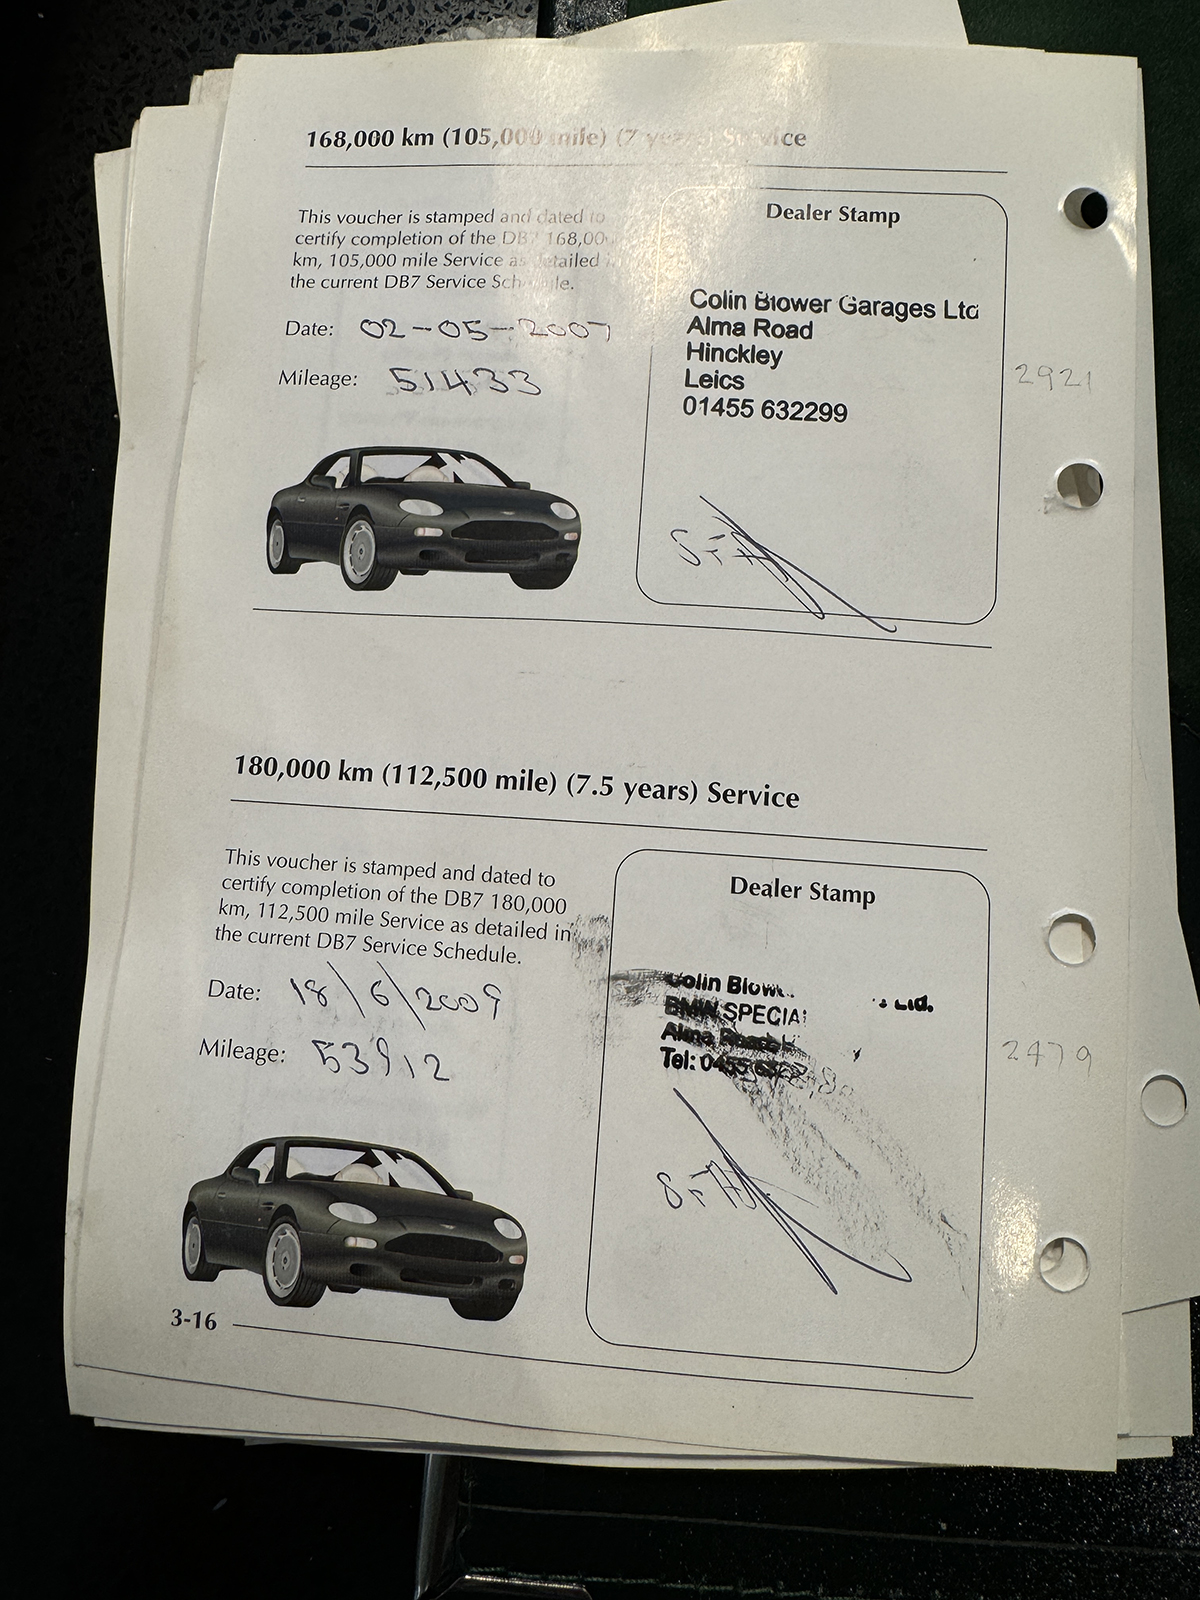 168,000 km (105,000 mile) (7 years) Service
This voucher is stamped and dated to
certify completion of the DB7 168,00
km, 105,000 mile Service as detailed
the current DB7 Service Schedule.
Date: 02-05-2007
Mileage: 51433
Dealer Stamp
Colin Blower Garages Ltd
Alma Road
Hinckley
Leics
01455 632299
2921
180,000 km (112,500 mile) (7.5 years) Service
This voucher is stamped and dated to
certify completion of the DB7 180,000
km, 112,500 mile Service as detailed in
the current DB7 Service Schedule.
Date: 18/6/2009
Mileage: 53912
Dealer Stamp
Colin Ltd.
BMW SPECIA
Alma
Tel: 0455
2479
3-16